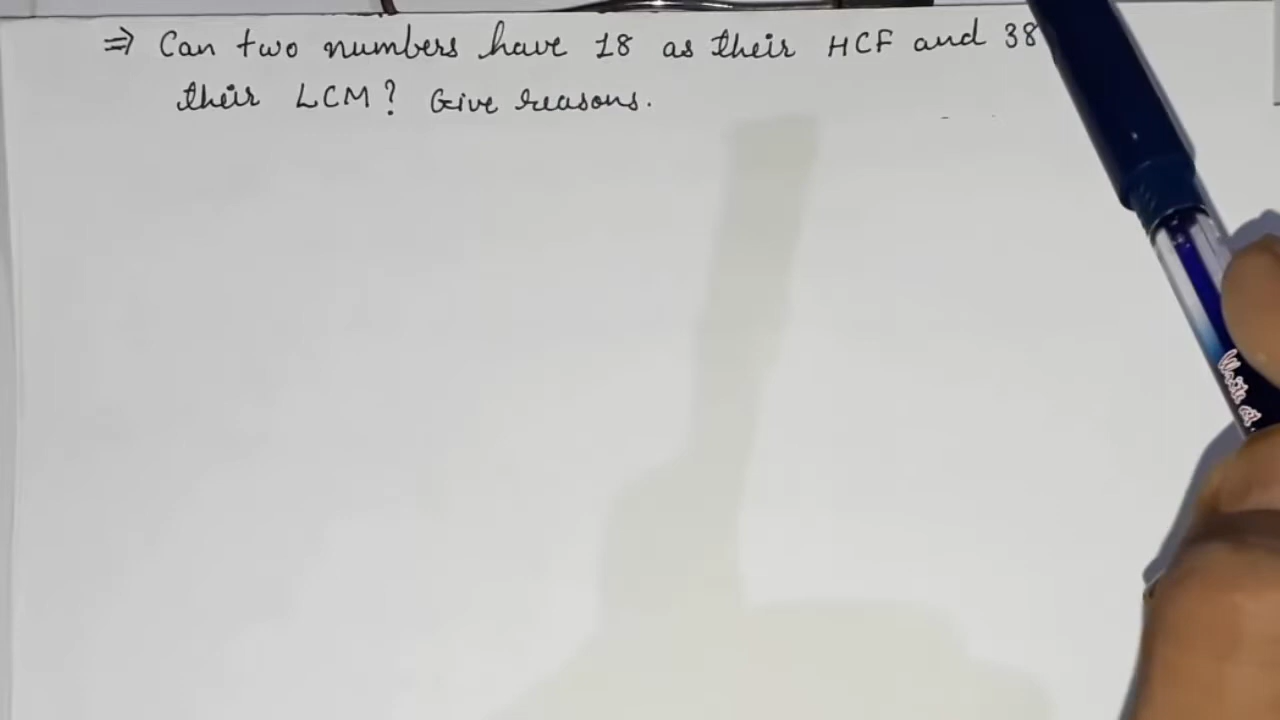 ⇒ Can two numbers have 18 as their HCF and 38
their LCM? Give reasons.